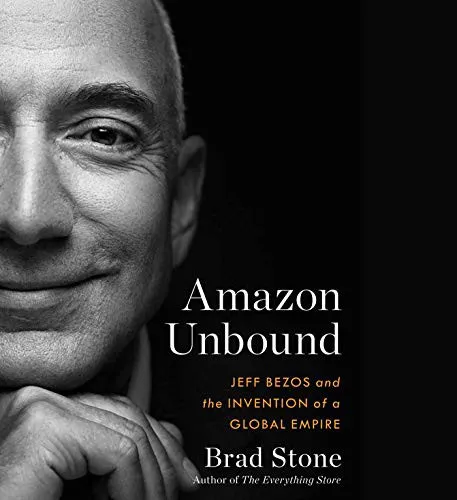 Amazon
Unbound
JEFF BEZOS and
the INVENTION of a
GLOBAL EMPIRE
Brad Stone
Author of The Everything Store